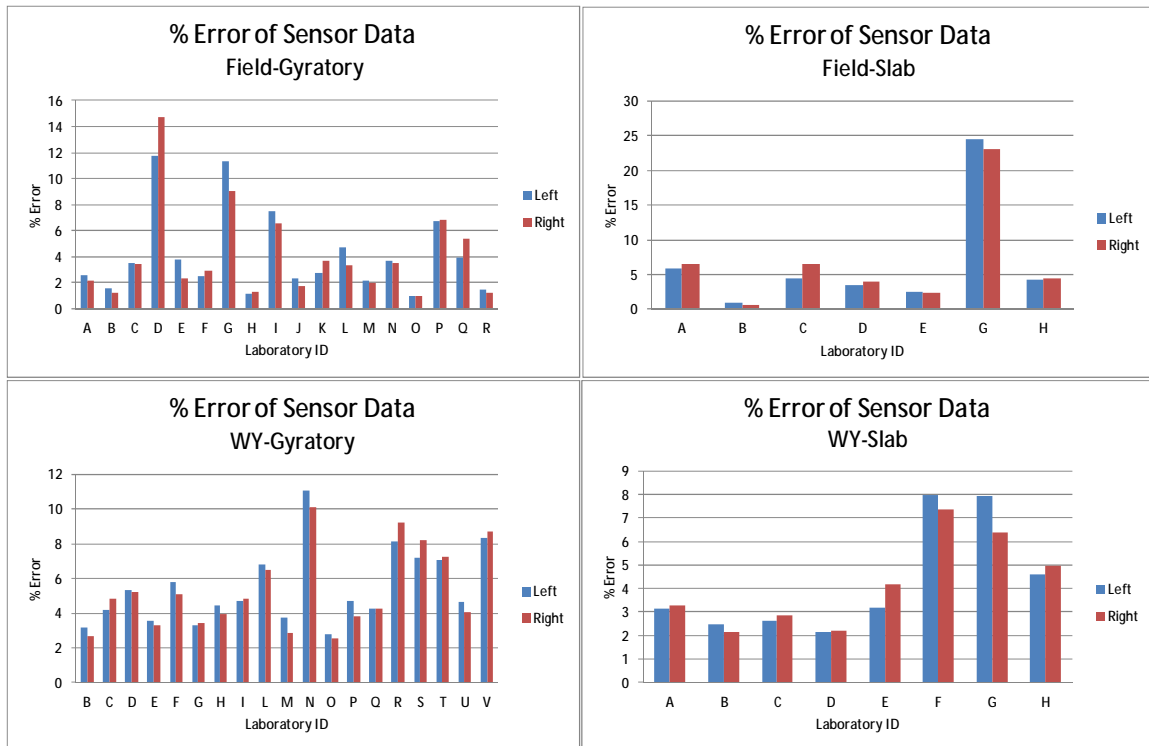 % Error of Sensor Data
Field-Gyratory
16
14
12
10
8
6
4
2
0
% Error
A B C D E F G H I J K L M N O P Q R
Laboratory ID
Left
Right
% Error of Sensor Data
Field-Slab
30
25
20
15
10
5
0
% Error
A B C D E G H
Laboratory ID
Left
Right
% Error of Sensor Data
WY-Gyratory
12
10
8
6
4
2
0
% Error
B C D E F G H I L M N O P Q R S T U V
Laboratory ID
Left
Right
% Error of Sensor Data
WY-Slab
9
8
7
6
5
4
3
2
1
0
% Error
A B C D E F G H
Laboratory ID
Left
Right